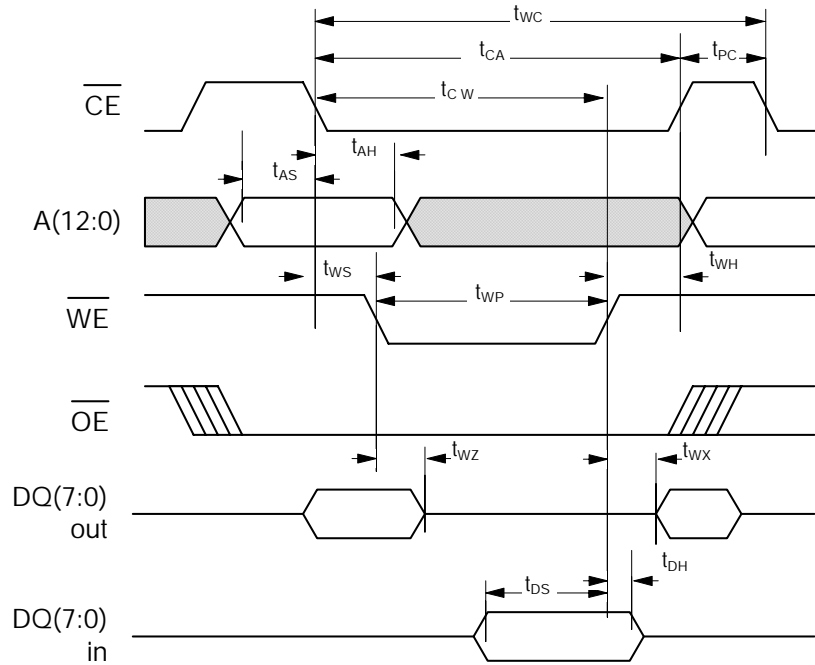 tWC
tCA tPC
tC W
CE
tAH
tAS
A(12:0)
tWS tWH
tWP
WE
OE
tWZ tWX
DQ(7:0)
out
tDH
tDS
DQ(7:0)
in